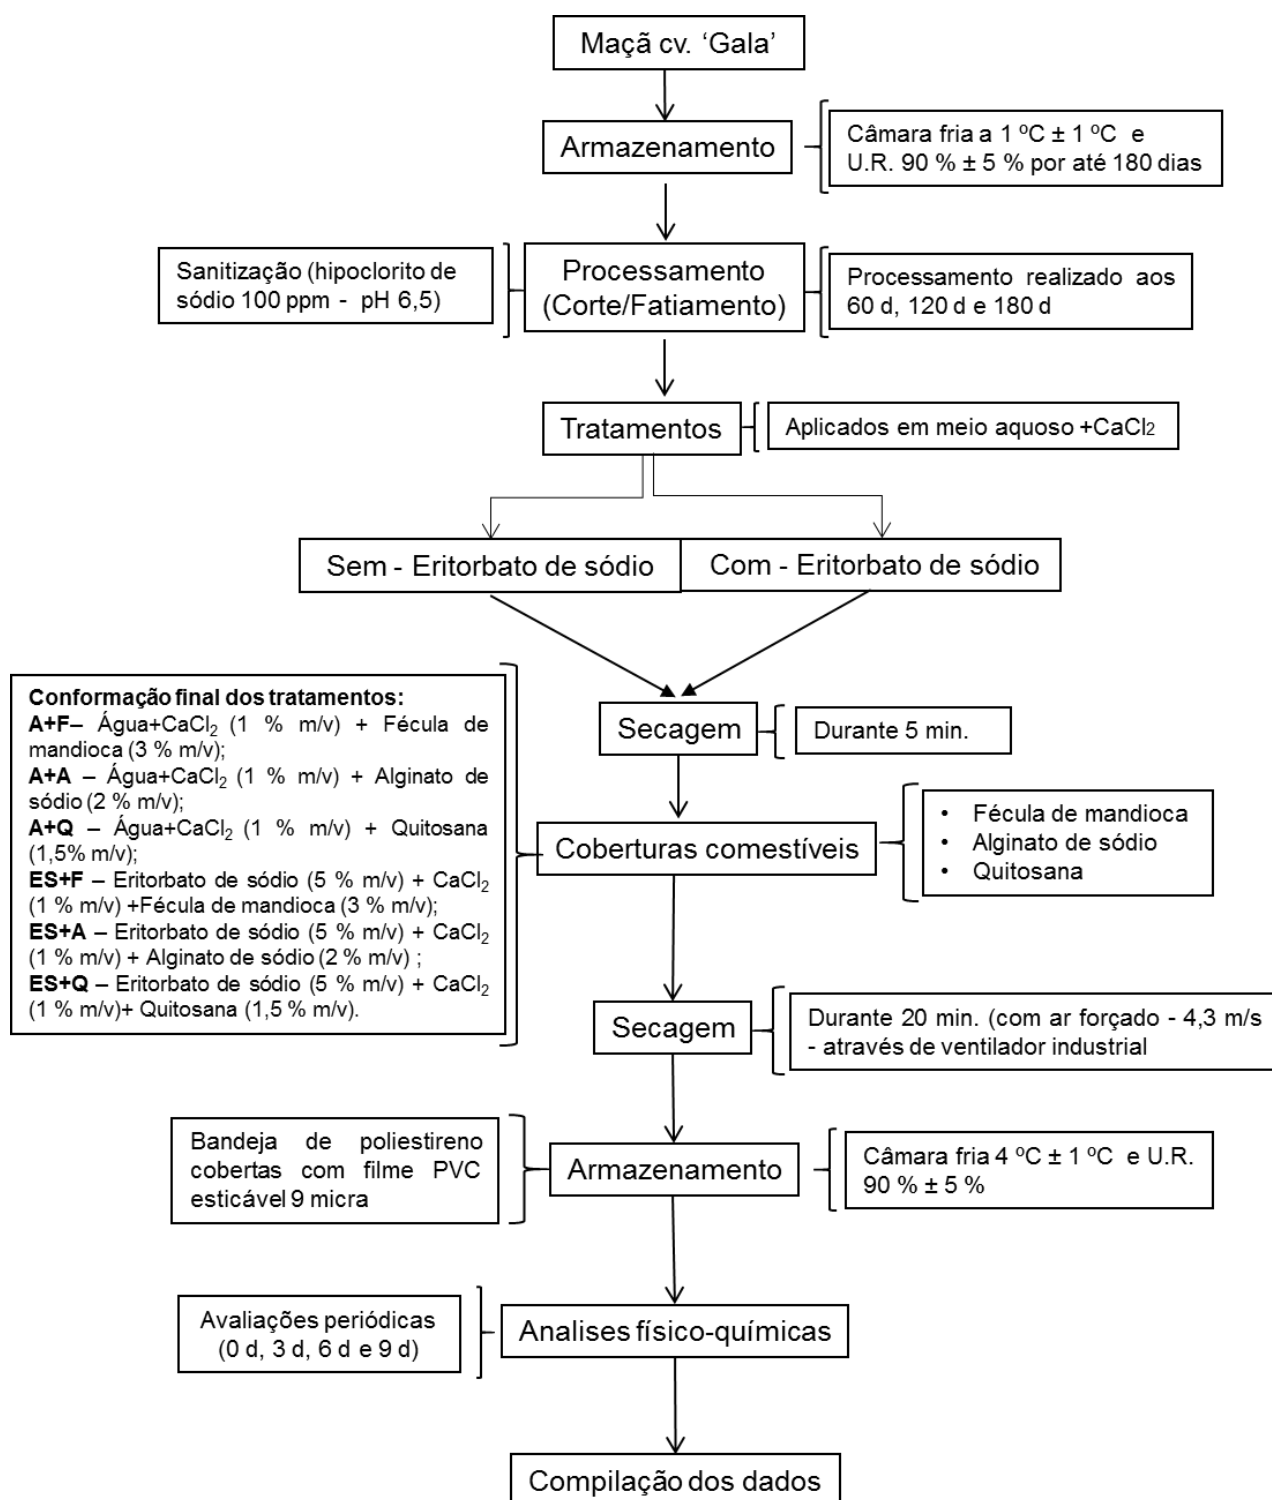 Maçã cv. ‘Gala’
Armazenamento
Câmara fria a 1 ºC ± 1 ºC e
U.R. 90 % ± 5 % por até 180 dias
Sanitização (hipoclorito de
sódio 100 ppm - pH 6,5)
Processamento
(Corte/Fatiamento)
Processamento realizado aos
60 d, 120 d e 180 d
Tratamentos
Aplicados em meio aquoso +CaCl2
Sem - Eritorbato de sódio
Com - Eritorbato de sódio
Secagem
Durante 5 min.
Conformação final dos tratamentos:
A+F– Água+CaCl2 (1 % m/v) + Fécula de
mandioca (3 % m/v);
A+A – Água+CaCl2 (1 % m/v) + Alginato de
sódio (2 % m/v);
A+Q – Água+CaCl2 (1 % m/v) + Quitosana
(1,5% m/v);
ES+F – Eritorbato de sódio (5 % m/v) + CaCl2
(1 % m/v) +Fécula de mandioca (3 % m/v);
ES+A – Eritorbato de sódio (5 % m/v) + CaCl2
(1 % m/v) + Alginato de sódio (2 % m/v) ;
ES+Q – Eritorbato de sódio (5 % m/v) + CaCl2
(1 % m/v)+ Quitosana (1,5 % m/v).
Coberturas comestíveis
• Fécula de mandioca
• Alginato de sódio
• Quitosana
Secagem
Durante 20 min. (com ar forçado - 4,3 m/s
- através de ventilador industrial
Bandeja de poliestireno
cobertas com filme PVC
esticável 9 micra
Armazenamento
Câmara fria 4 ºC ± 1 ºC e U.R.
90 % ± 5 %
Avaliações periódicas
(0 d, 3 d, 6 d e 9 d)
Analises físico-químicas
Compilação dos dados